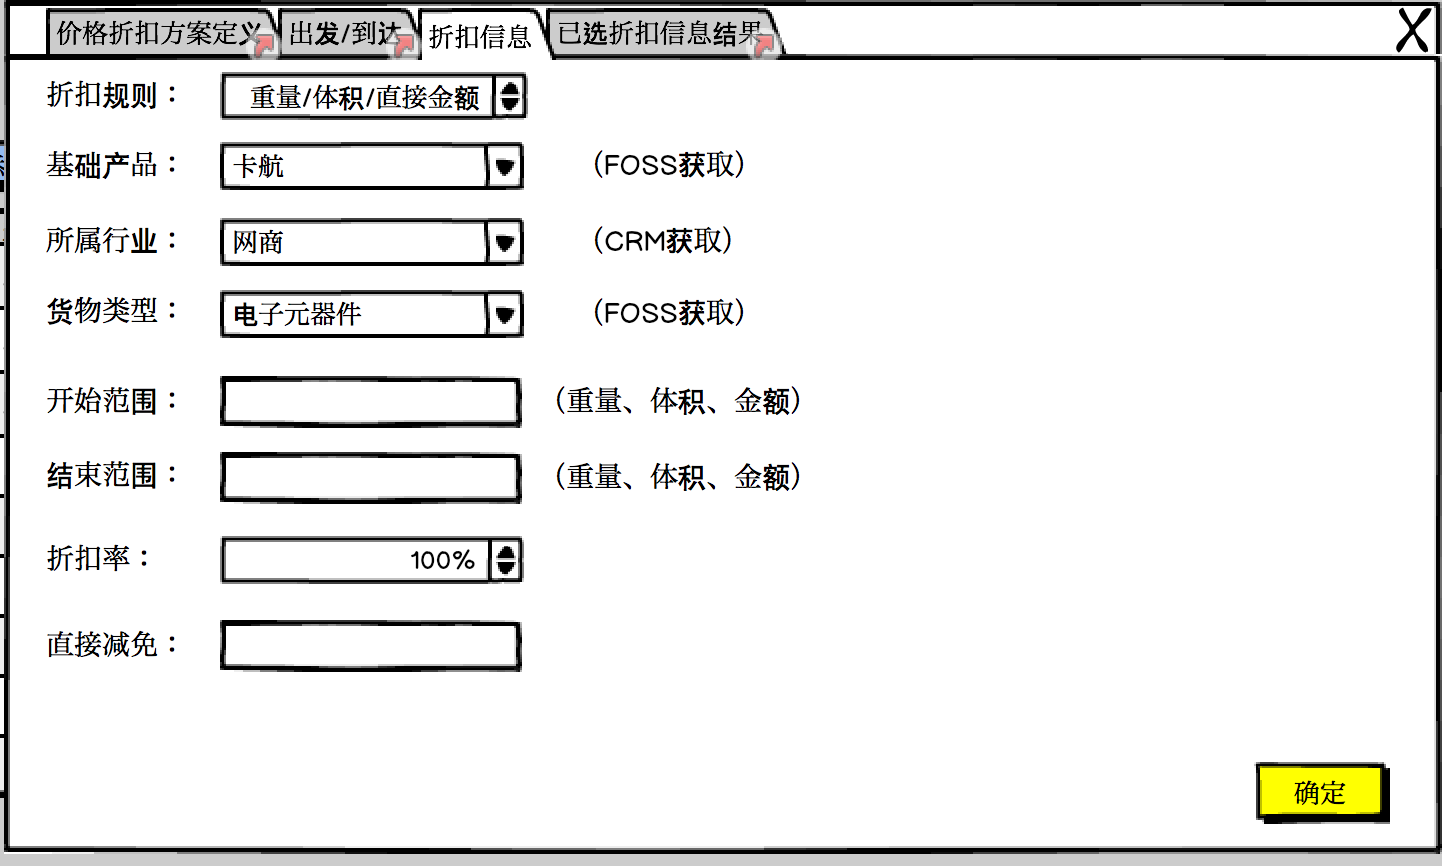 价格折扣方案定义 出发/到达 折扣信息 已选折扣信息结果 X
折扣规则： 重量/体积/直接金额
基础产品： 卡航 （FOSS获取）
所属行业： 网商 （CRM获取）
货物类型： 电子元器件 （FOSS获取）
开始范围： （重量、体积、金额）
结束范围： （重量、体积、金额）
折扣率： 100%
直接减免：
确定